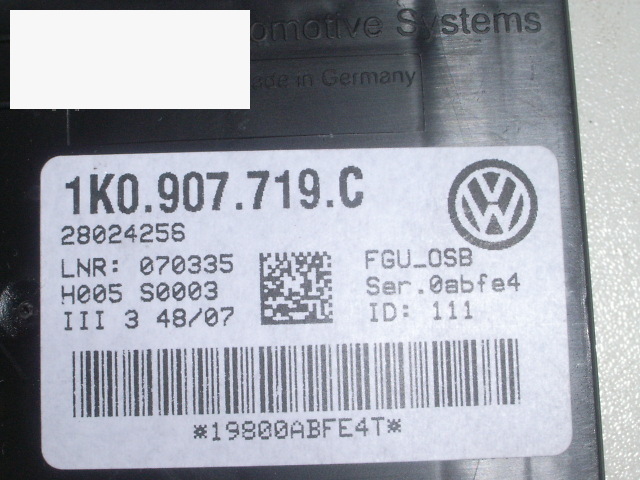 omotive Systems
ade in Germany
1K0.907.719.C
28024256
LNR: 070335
H005 S0003
III 3 48/07
FGU_OSB
Ser.0abfe4
ID: 111
*19800ABFE4T*